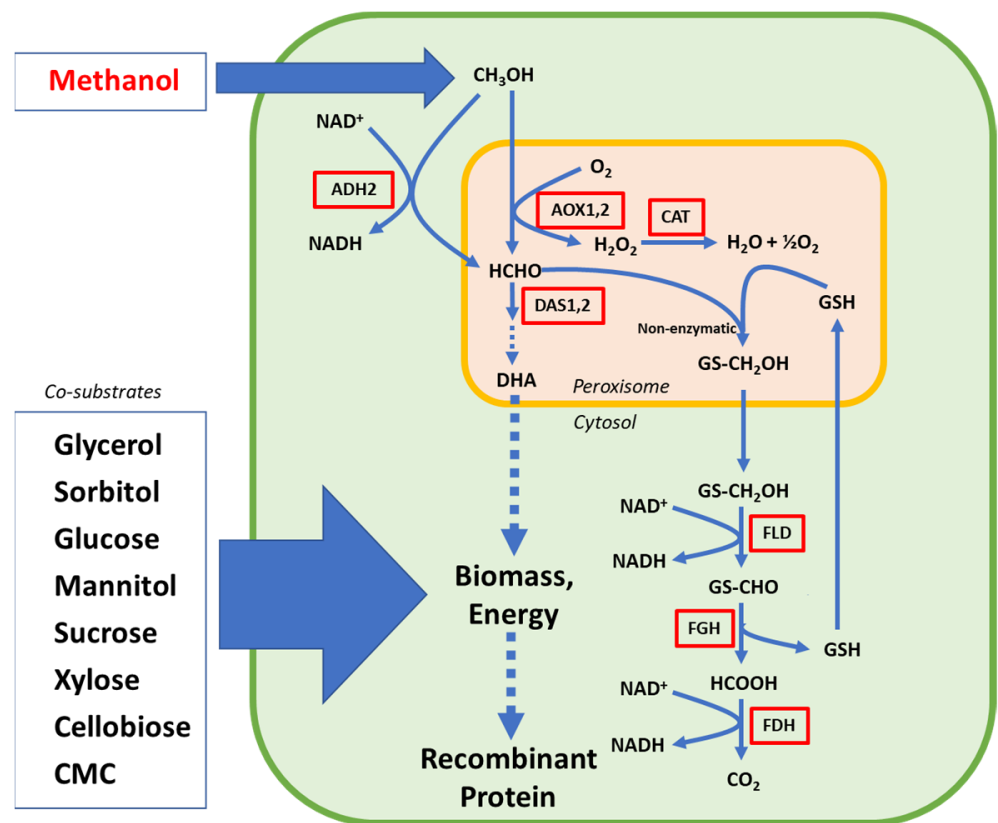 Methanol
CH₃OH
NAD⁺
ADH2
NADH
O₂
AOX1,2
CAT
H₂O₂
H₂O + ½O₂
HCHO
DAS1,2
GSH
Non-enzymatic
GS-CH₂OH
DHA
Peroxisome
Cytosol
Co-substrates
Glycerol
Sorbitol
Glucose
Mannitol
Sucrose
Xylose
Cellobiose
CMC
Biomass,
Energy
Recombinant
Protein
GS-CH₂OH
NAD⁺
FLD
NADH
GS-CHO
FGH
GSH
HCOOH
NAD⁺
FDH
NADH
CO₂